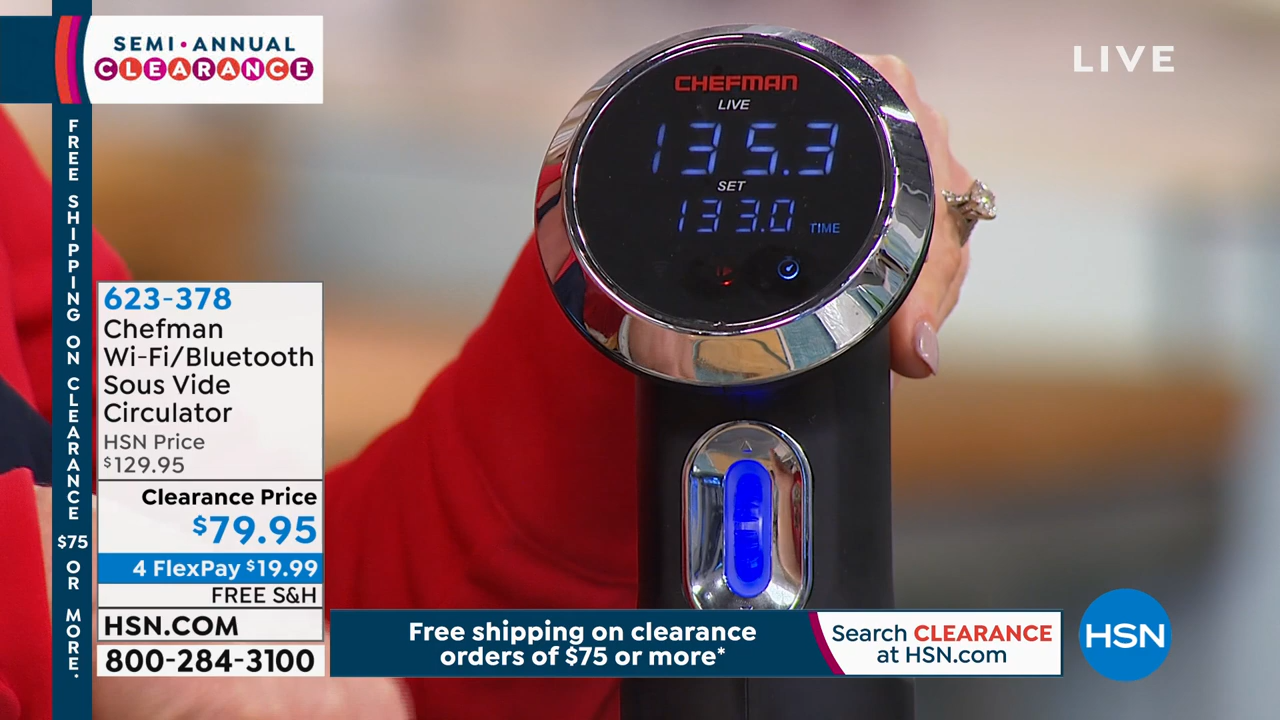 SEMI•ANNUAL
CLEARANCE
LIVE
FREE SHIPPING ON CLEARANCE $75 OR MORE.
CHEFMAN
LIVE
135.3
SET
133.0 TIME
623-378
Chefman
Wi-Fi/Bluetooth
Sous Vide
Circulator
HSN Price
$129.95
Clearance Price
$79.95
4 FlexPay $19.99
FREE S&H
HSN.COM
800-284-3100
Free shipping on clearance
orders of $75 or more*
Search CLEARANCE
at HSN.com
HSN